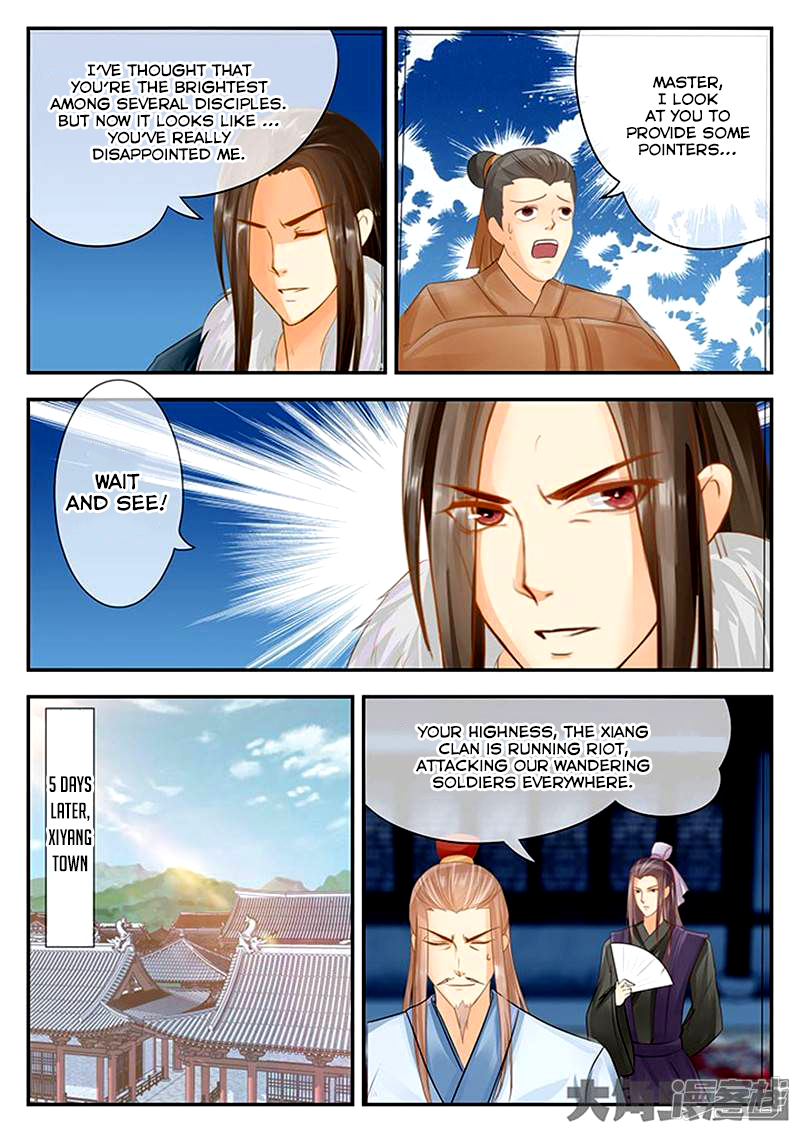 I'VE THOUGHT THAT
YOU'RE THE BRIGHTEST
AMONG SEVERAL DISCIPLES.
BUT NOW IT LOOKS LIKE ...
YOU'VE REALLY
DISAPPOINTED ME.
MASTER,
I LOOK
AT YOU TO
PROVIDE SOME
POINTERS...
WAIT
AND SEE!
5 DAYS
LATER,
XIYANG
TOWN
YOUR HIGHNESS, THE XIANG
CLAN IS RUNNING RIOT,
ATTACKING OUR WANDERING
SOLDIERS EVERYWHERE.